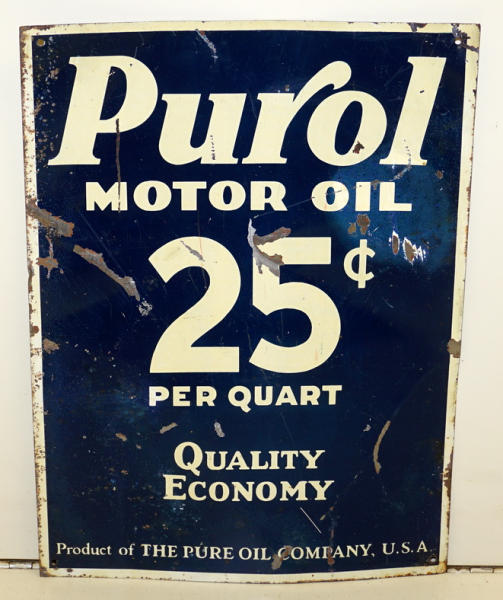 Purol
MOTOR OIL
25¢
PER QUART
QUALITY
ECONOMY
Product of THE PURE OIL COMPANY, U.S.A.